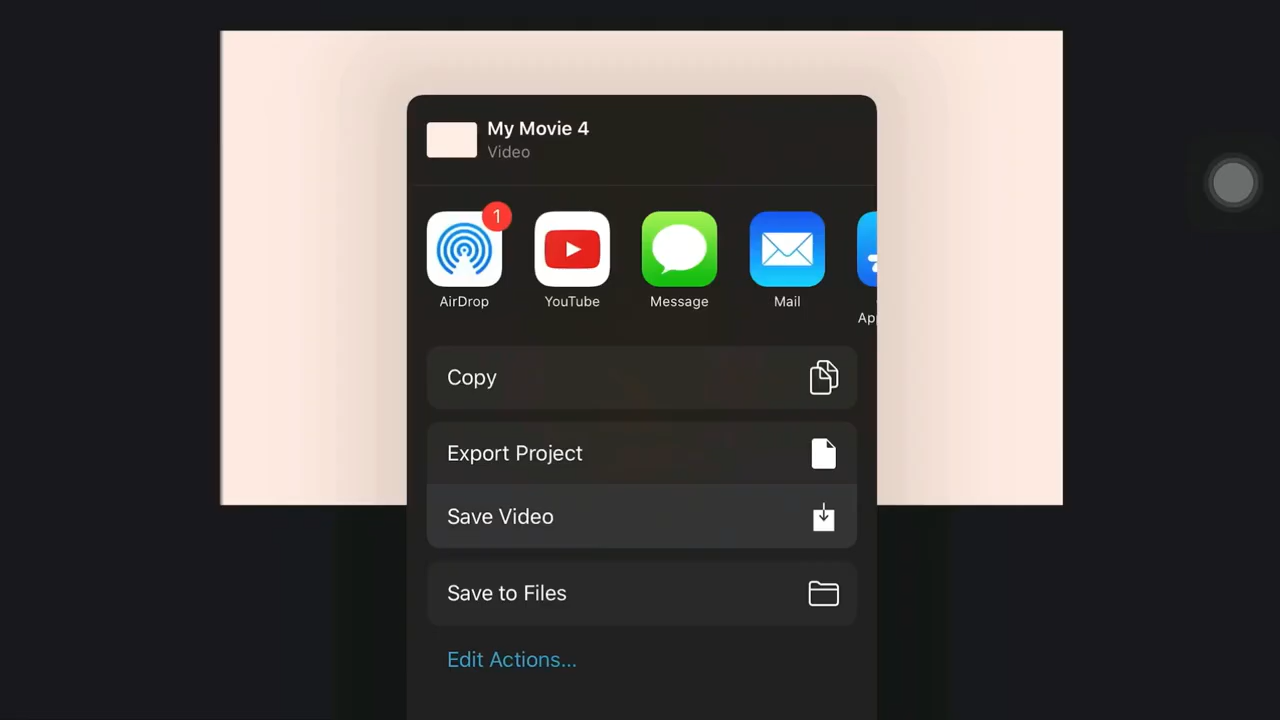 My Movie 4
Video
1
AirDrop
YouTube
Message
Mail
Copy
Export Project
Save Video
Save to Files
Edit Actions...